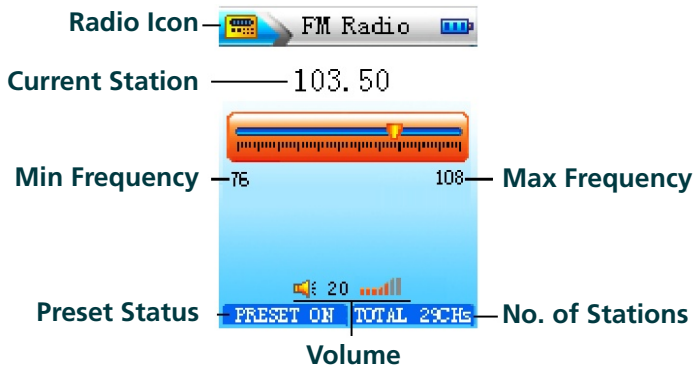 Radio Icon
FM Radio
Current Station
103.50
Min Frequency
76
108
Max Frequency
20
Preset Status
PRESET ON
TOTAL 29CHs
No. of Stations
Volume